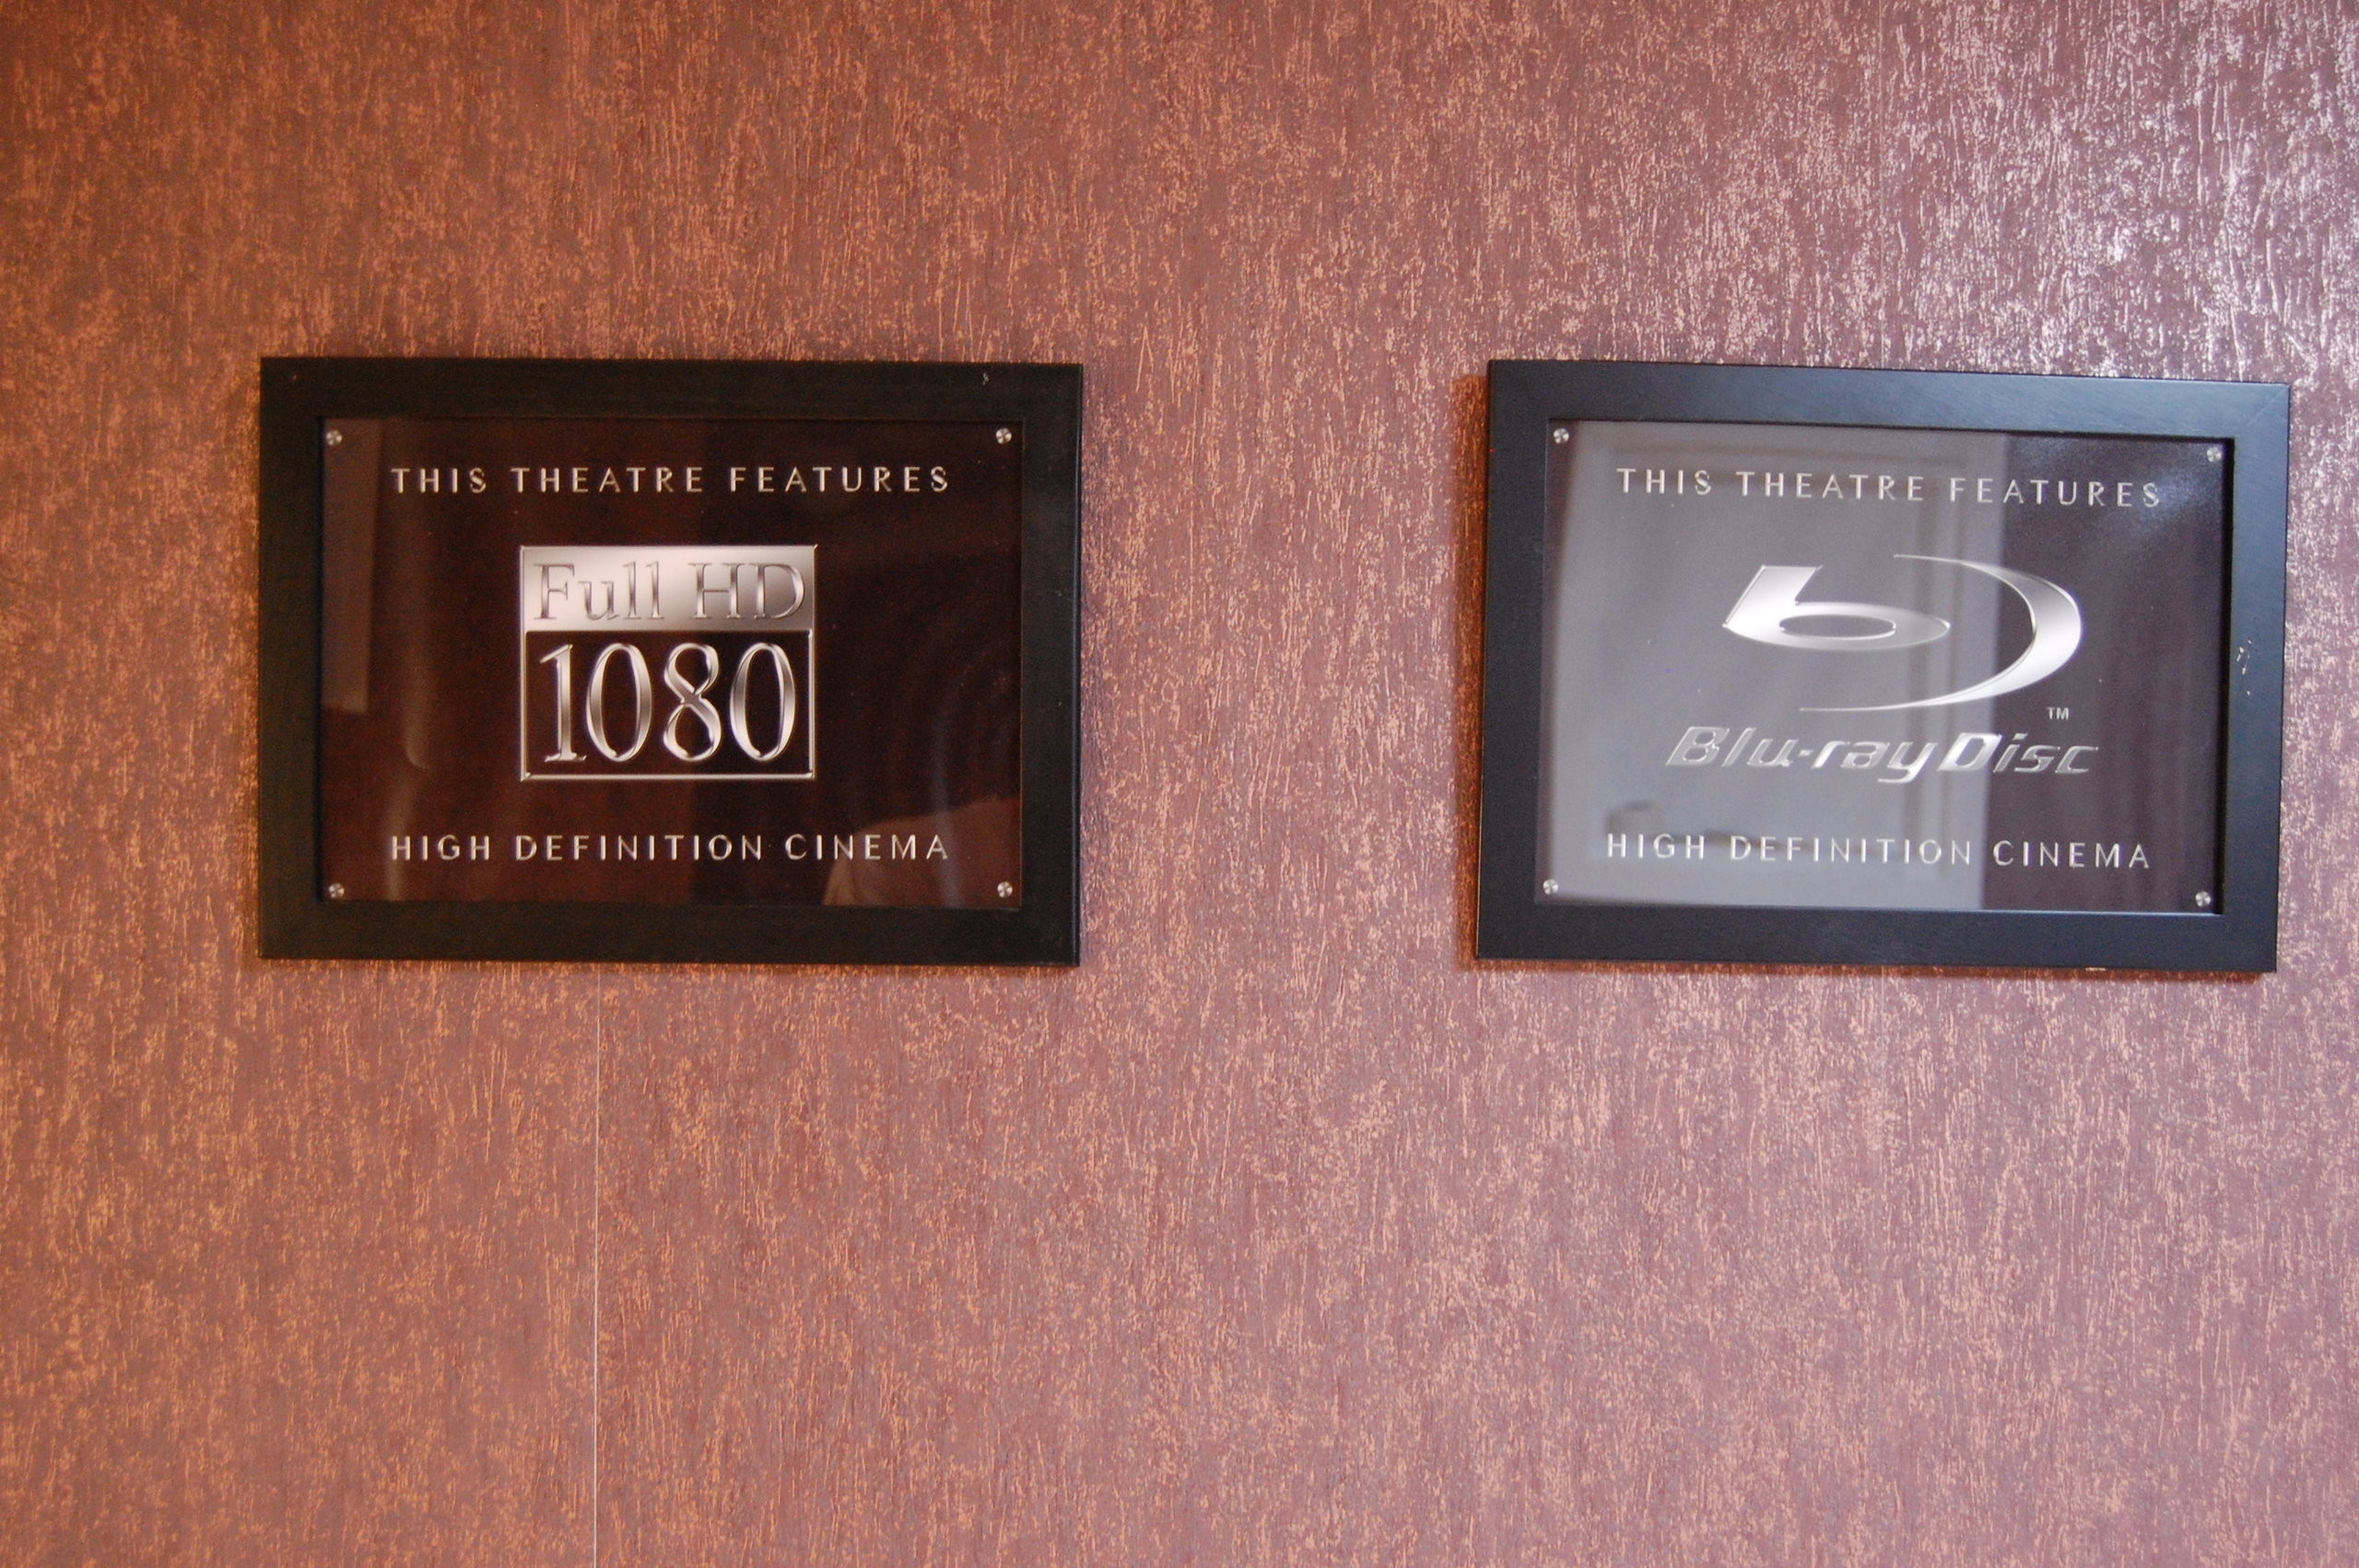 THIS THEATRE FEATURES
Full HD
1080
HIGH DEFINITION CINEMA
THIS THEATRE FEATURES
b
TM
Blu-ray Disc
HIGH DEFINITION CINEMA